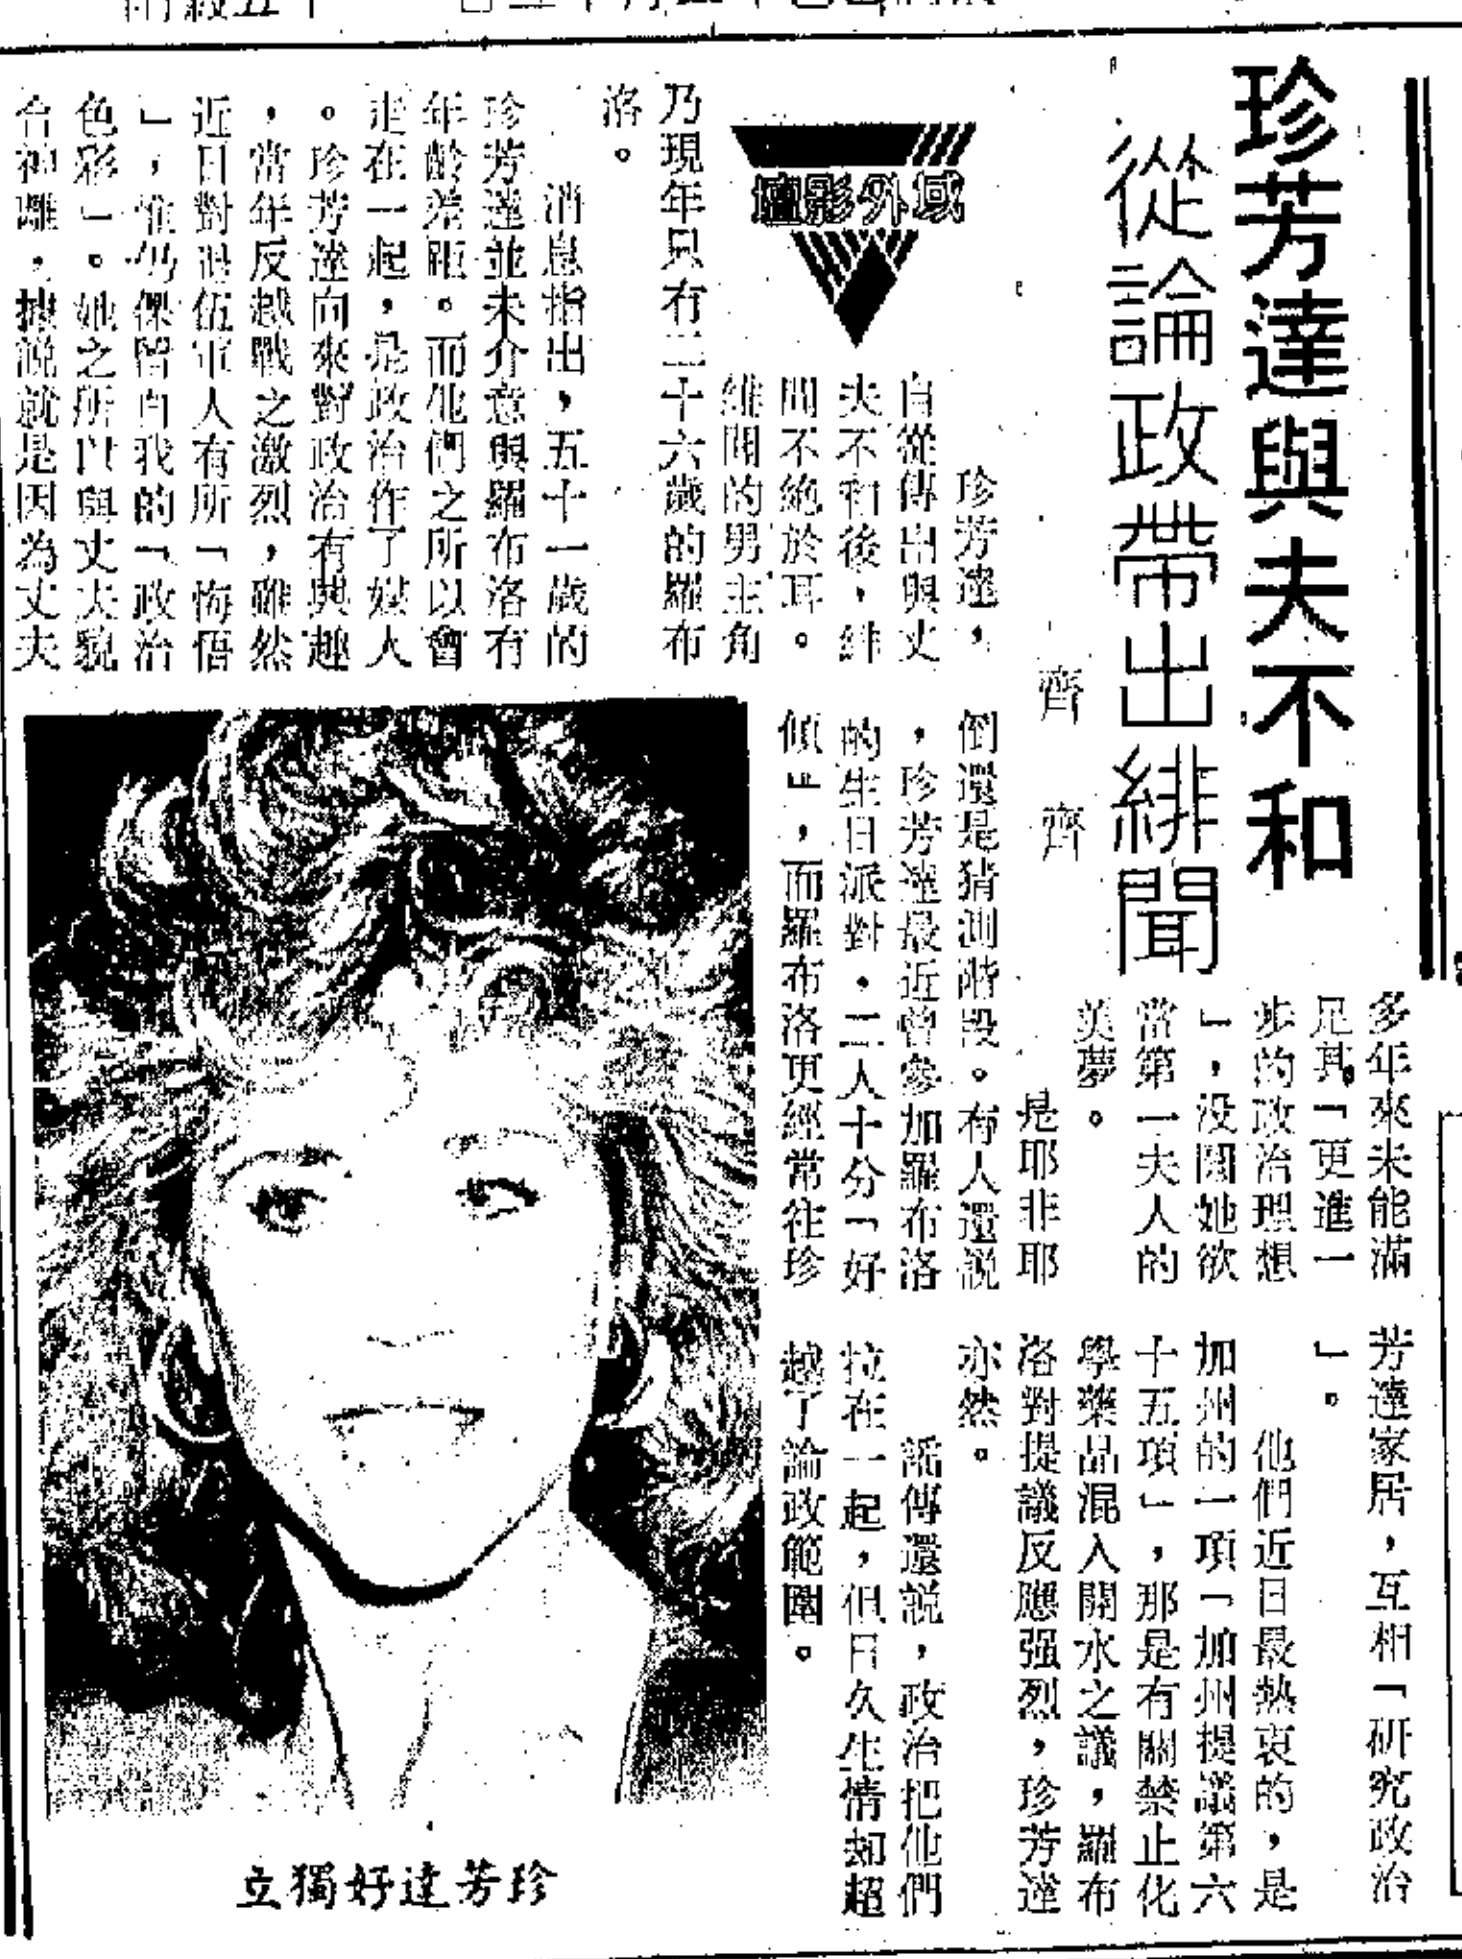 珍芳達與夫不和
從論政帶出緋聞
齊齊
域外影壇
珍芳達，
自從傳出與丈
夫不和後，緋
聞不絕於耳。
緋聞的男主角
乃現年只有二十六歲的羅布
洛。
消息指出，五十一歲的
珍芳達並未介意與羅布洛有
年齡差距。而他們之所以會
走在一起，是政治作了媒人
。珍芳達向來對政治有興趣
，當年反越戰之激烈，雖然
近日對退伍軍人有所「悔悟
」，惟仍保留自我的「政治
色彩」。她之所以與丈夫貌
合神離，據說就是因為丈夫
多年來未能滿
足其「更進一
步的政治理想
」，没圓她欲
當第一夫人的
美夢。
是耶非耶
倒還是猜測階段。有人還說
，珍芳達最近曾參加羅布洛
的生日派對，二人十分「好
傾」，而羅布洛更經常往珍
芳達家居，互相「研究政治
」。
他們近日最熱衷的，是
加州的一項「加州提議第六
十五項」，那是有關禁止化
學藥品混入開水之議，羅布
洛對提議反應强烈，珍芳達
亦然。
謠傳還說，政治把他們
拉在一起，但日久生情却超
越了論政範圍。
立獨好達芳珍